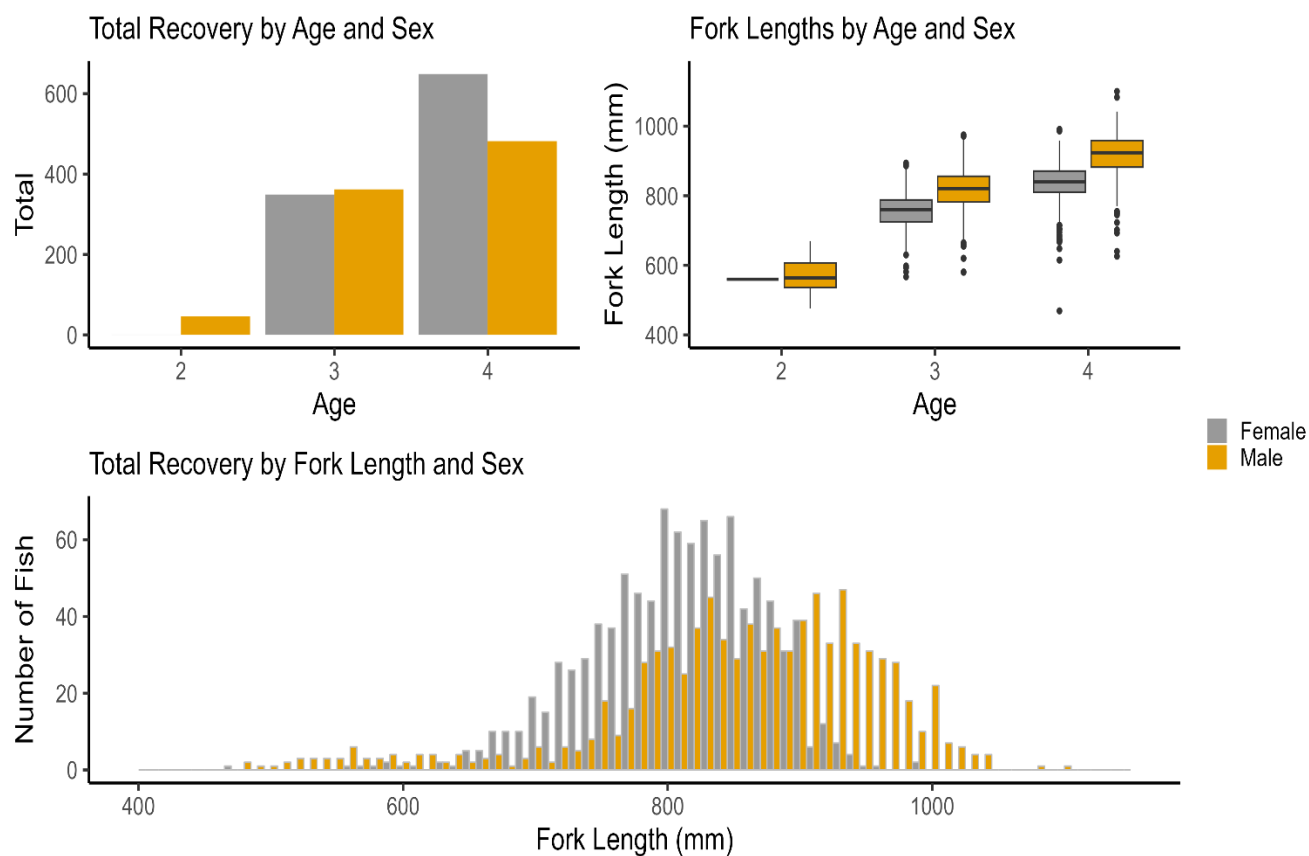 Total Recovery by Age and Sex
Total
600
400
200
0
2 3 4
Age
Fork Lengths by Age and Sex
Fork Length (mm)
1000
800
600
400
2 3 4
Age
Female
Male
Total Recovery by Fork Length and Sex
Number of Fish
60
40
20
0
400 600 800 1000
Fork Length (mm)